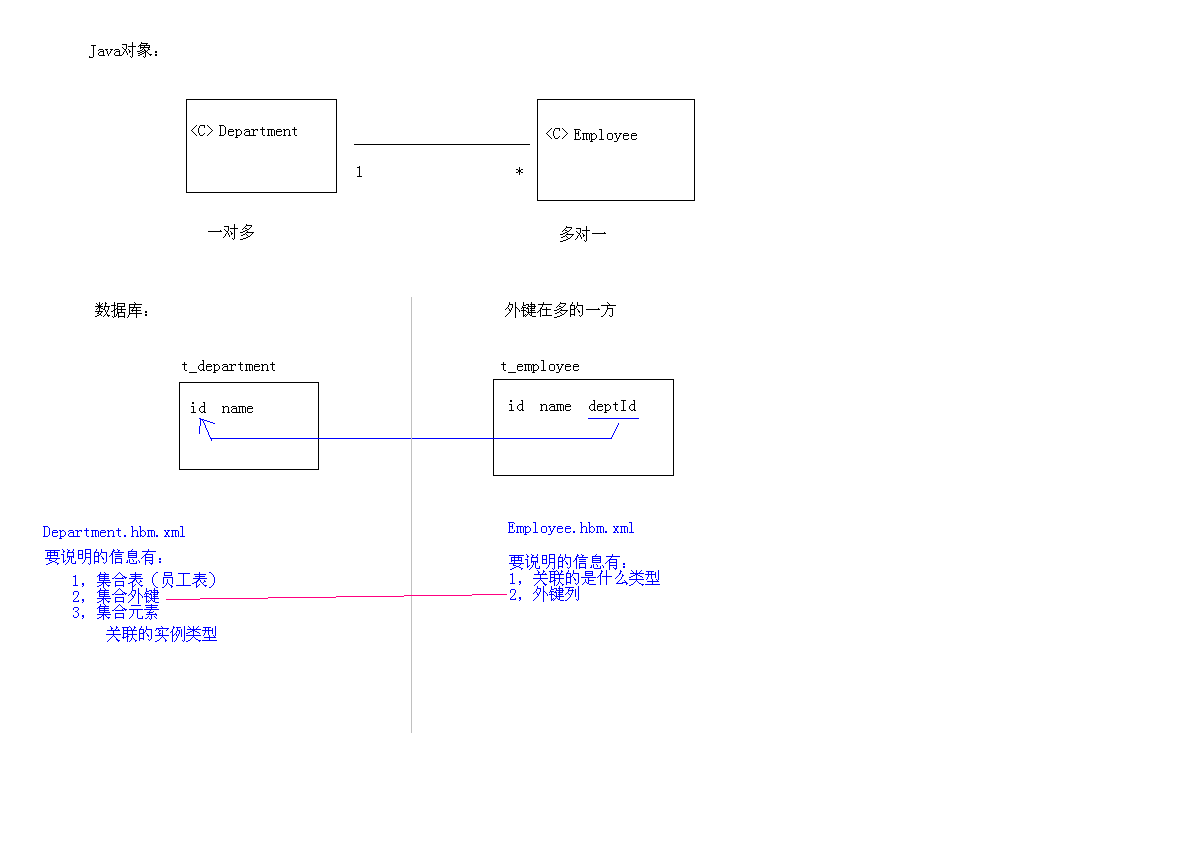 Java对象：
<C> Department
<C> Employee
1
*
一对多
多对一
数据库：
外键在多的一方
t_department
t_employee
id name
id name deptId
Department.hbm.xml
要说明的信息有：
1，集合表（员工表）
2，集合外键
3，集合元素
关联的实例类型
Employee.hbm.xml
要说明的信息有：
1，关联的是什么类型
2，外键列